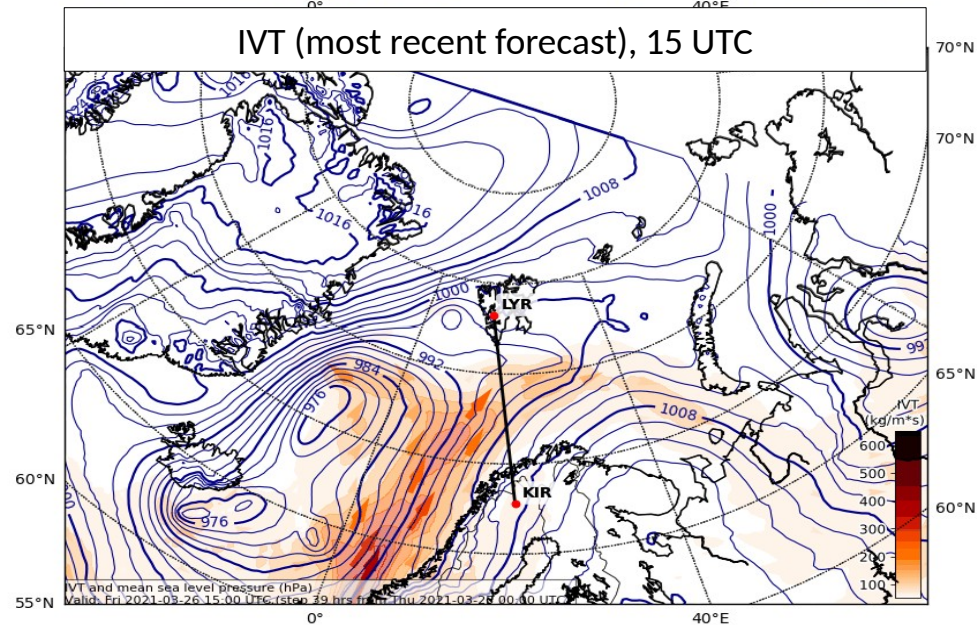 0° 40°E
IVT (most recent forecast), 15 UTC
70°N
70°N
1016
1016
1016
16
1008
1000
1000
LYR
65°N
992
984
976
99
65°N
1008
IVT
(kg/m*s)
600
500
400
300
200
100
60°N
KIR
976
60°N
IVT and mean sea level pressure (hPa)
Valid: Fri 2021-03-26 15:00 UTC (step 39 hrs from Thu 2021-03-25 00:00 UTC)
55°N
55°N
0° 40°E